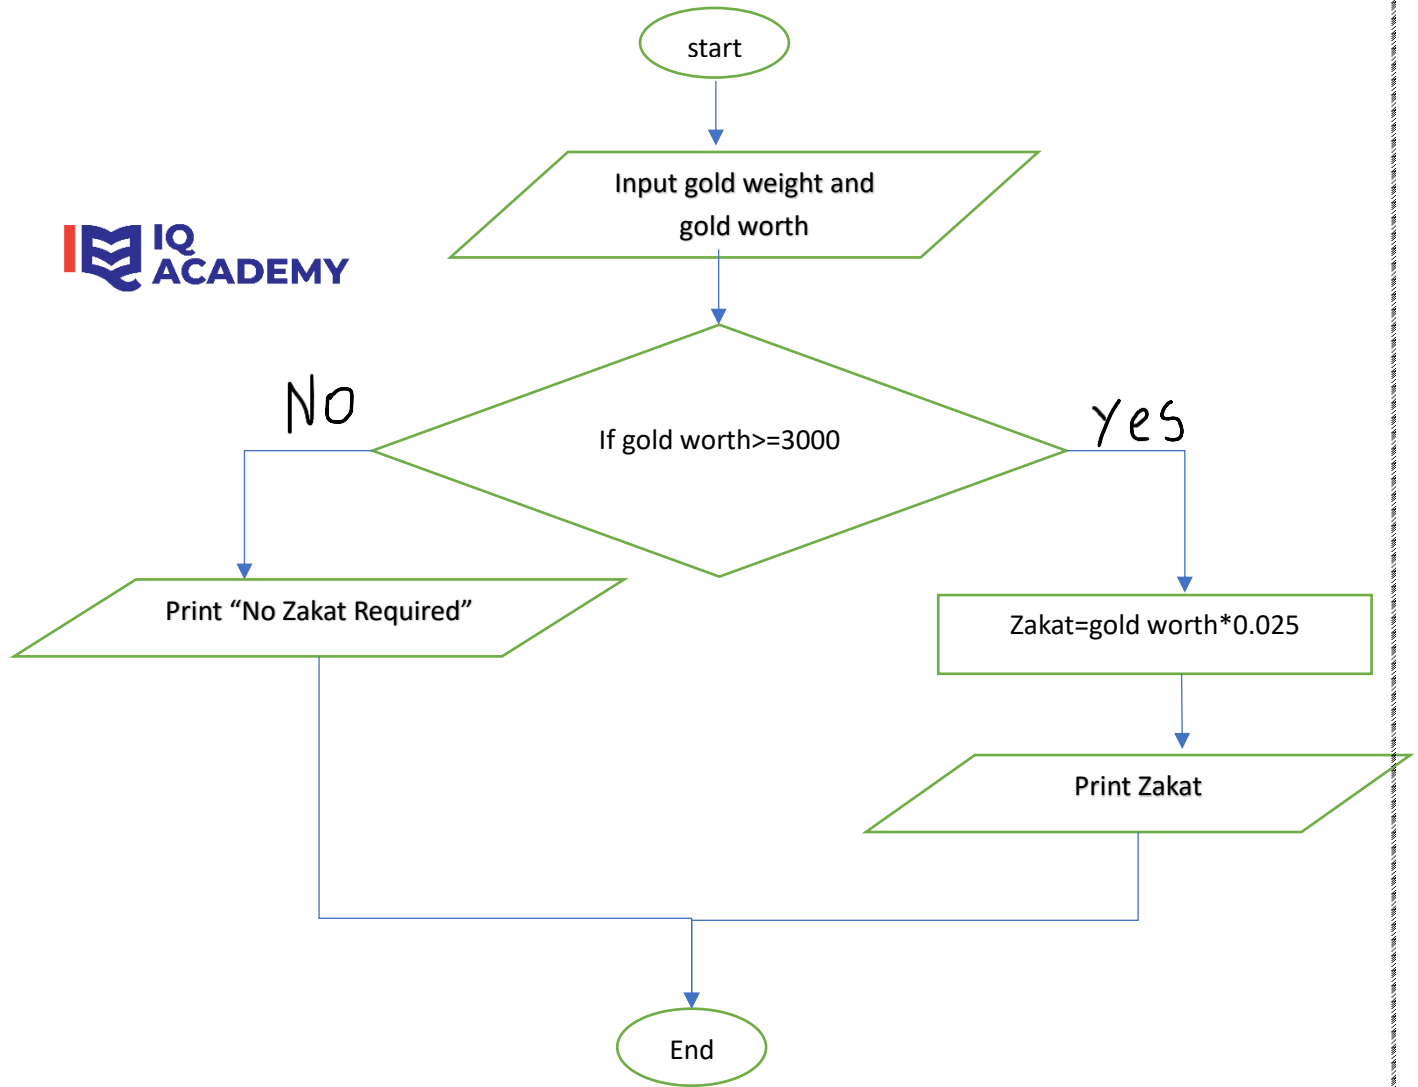 start
Input gold weight and
gold worth
IQ
ACADEMY
No
Yes
If gold worth>=3000
Print “No Zakat Required”
Zakat=gold worth*0.025
Print Zakat
End